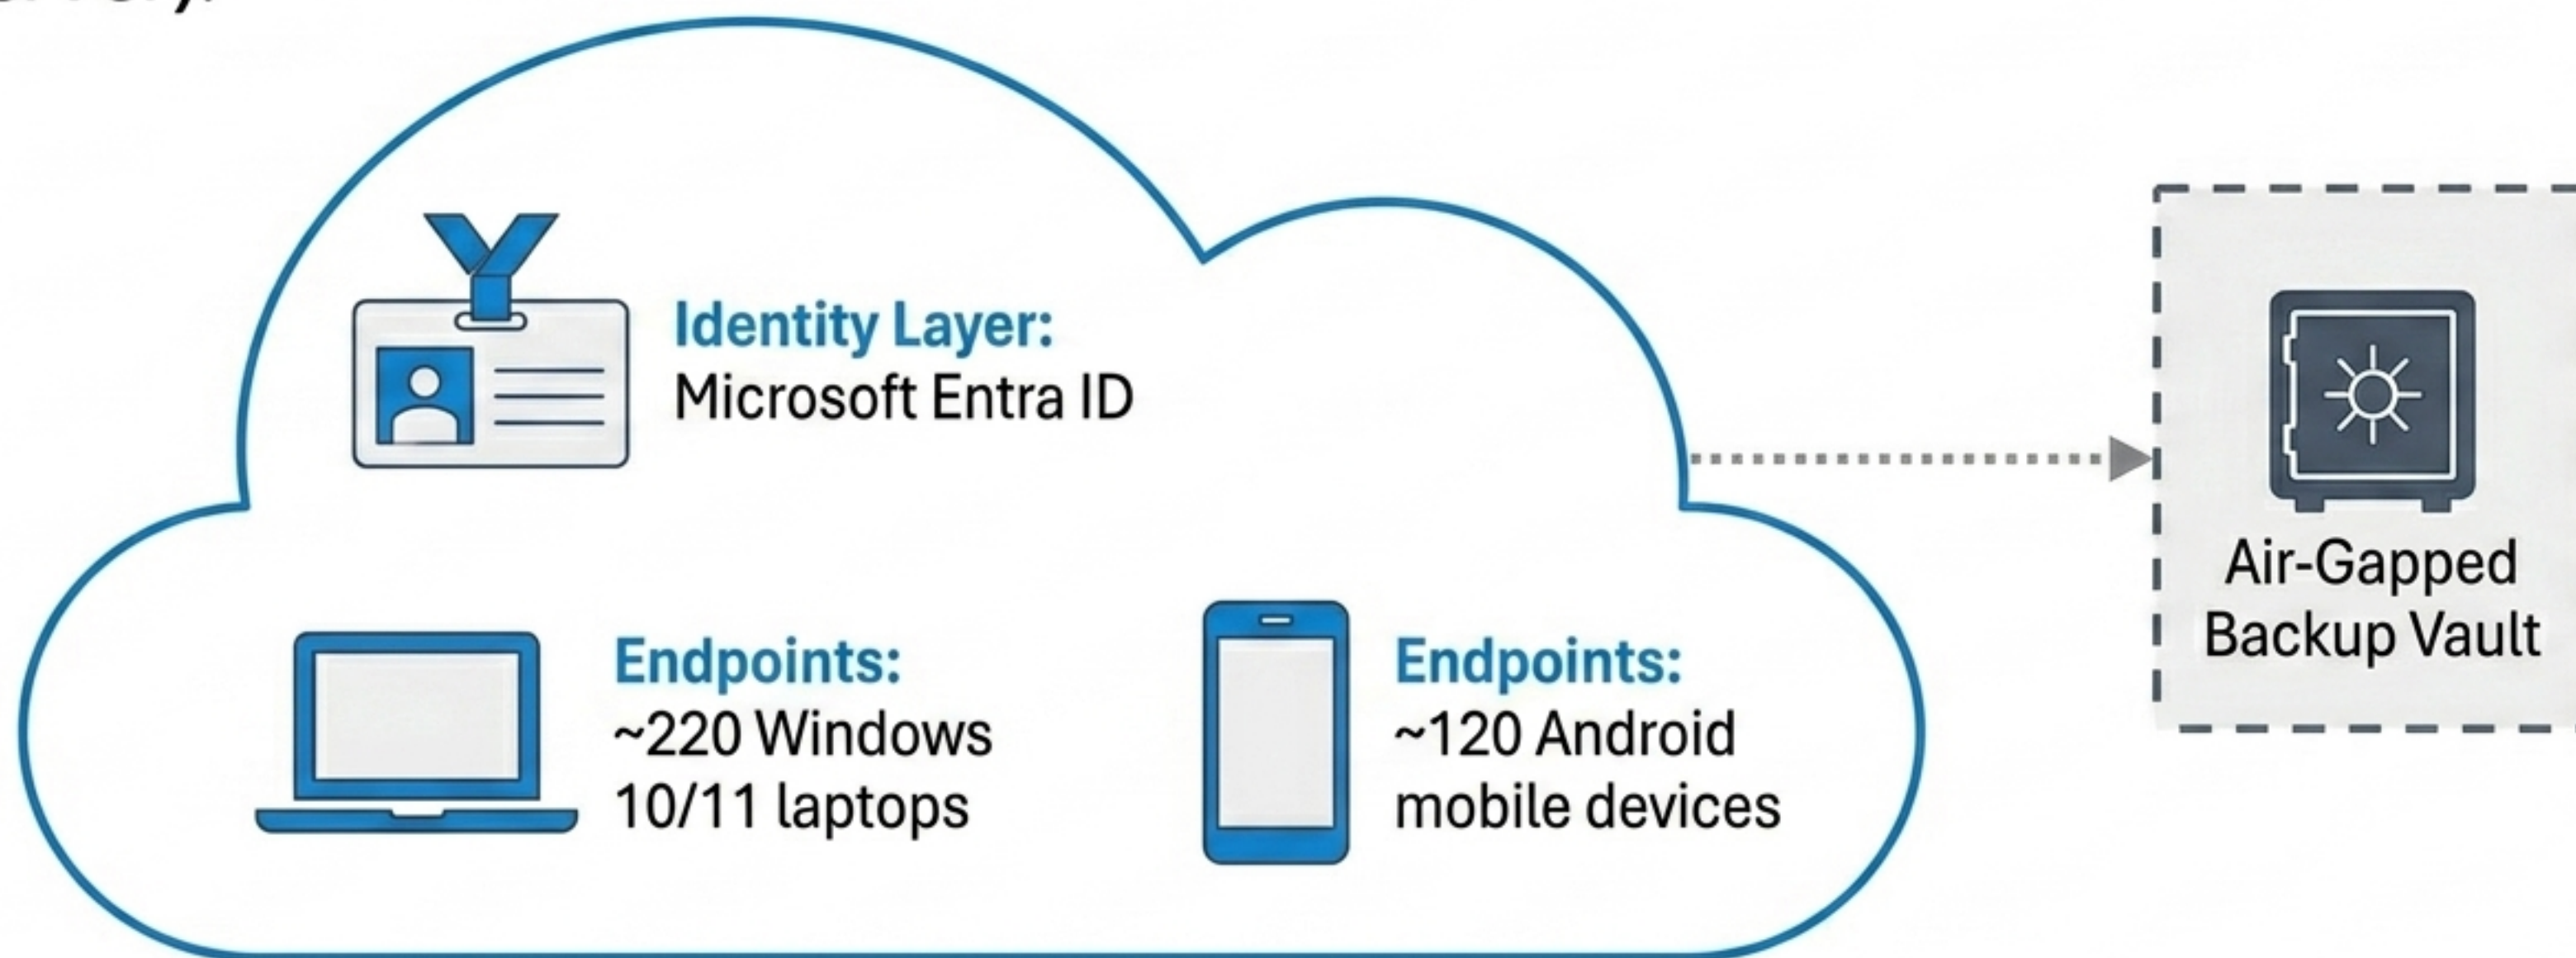 Identity Layer:
Microsoft Entra ID
Endpoints:
~220 Windows
10/11 laptops
Endpoints:
~120 Android
mobile devices
Air-Gapped
Backup Vault